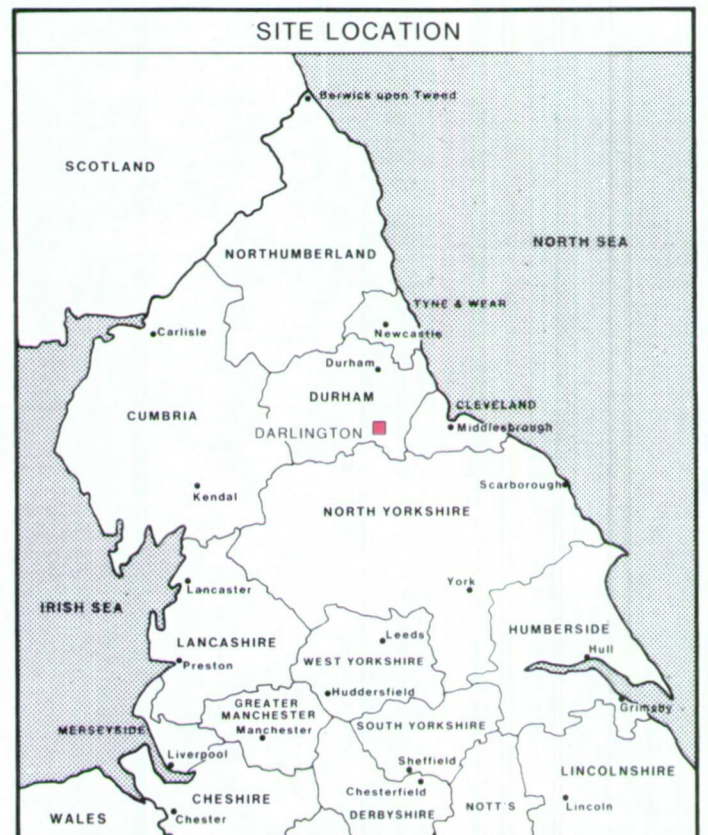 SITE LOCATION
Berwick upon Tweed
SCOTLAND
NORTH SEA
NORTHUMBERLAND
TYNE & WEAR
Newcastle
Carlisle
Durham
DURHAM
CLEVELAND
CUMBRIA
DARLINGTON
Middlesbrough
Kendal
Scarborough
NORTH YORKSHIRE
York
Lancaster
IRISH SEA
HUMBERSIDE
Leeds
LANCASHIRE
Hull
WEST YORKSHIRE
Preston
Huddersfield
GREATER
MANCHESTER
Grimsby
SOUTH YORKSHIRE
MERSEYSIDE
Manchester
Liverpool
Sheffield
LINCOLNSHIRE
Chesterfield
CHESHIRE
NOTT'S
Lincoln
DERBYSHIRE
WALES
Chester